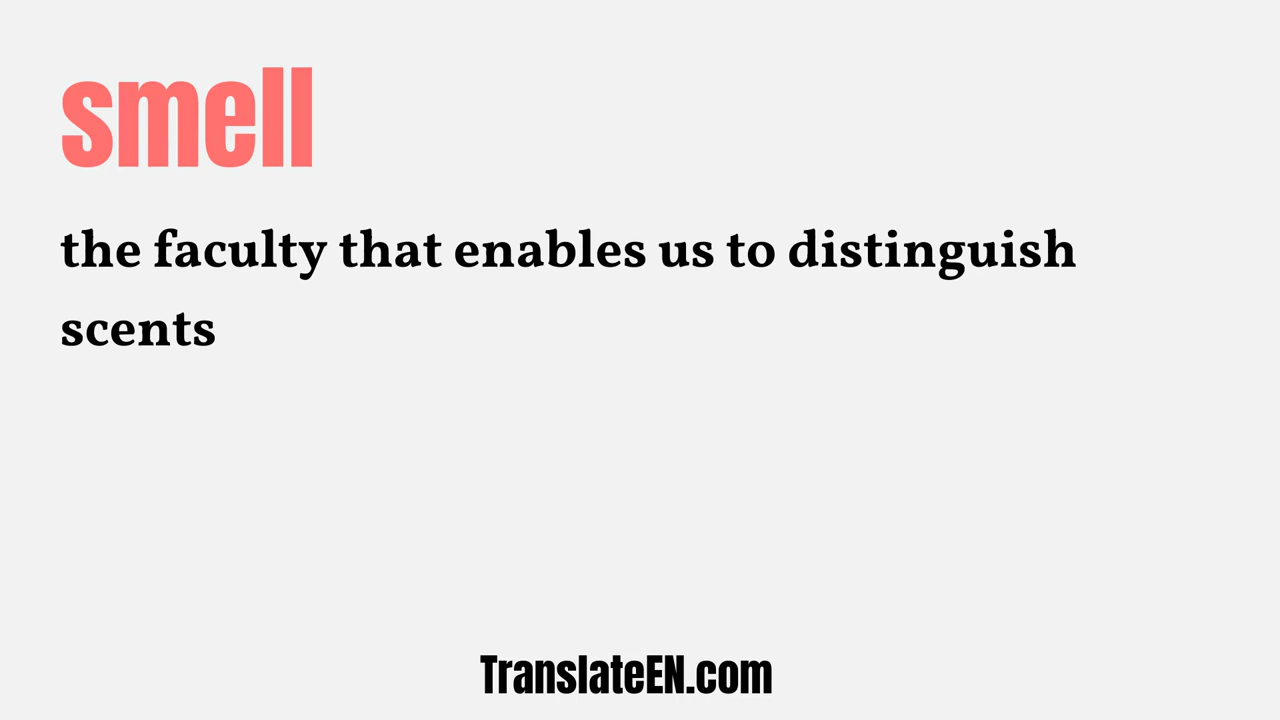 smell
the faculty that enables us to distinguish
scents
TranslateEN.com